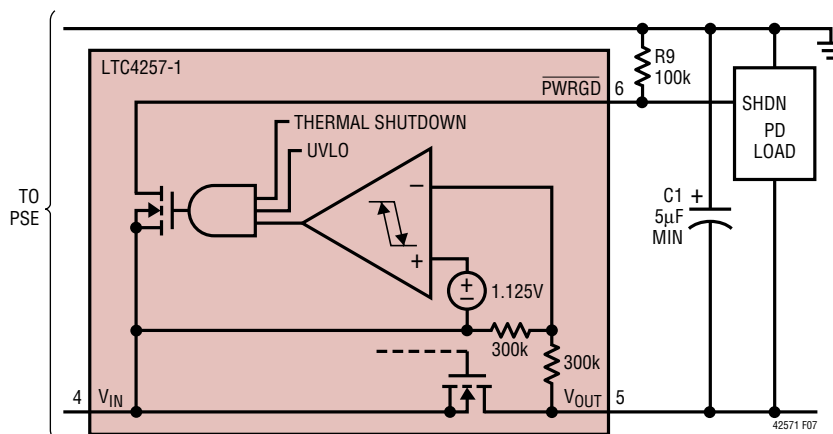 LTC4257-1
PWRGD
6
R9
100k
SHDN
PD
LOAD
THERMAL SHUTDOWN
UVLO
TO
PSE
–
+
+
–
1.125V
C1
+
5µF
MIN
300k
300k
4
VIN
VOUT
5
42571 F07